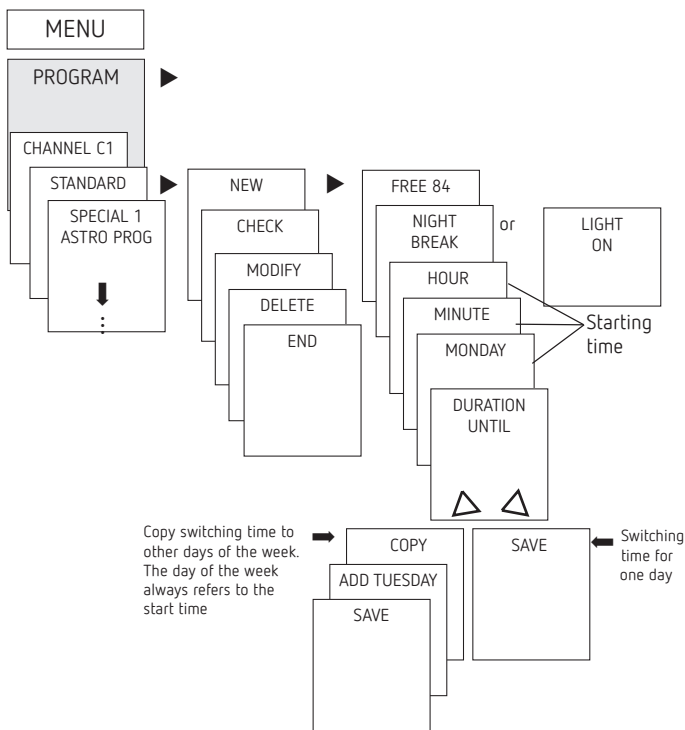 MENU
PROGRAM
CHANNEL C1
STANDARD
SPECIAL 1
ASTRO PROG
NEW
CHECK
MODIFY
DELETE
END
FREE 84
NIGHT
BREAK
or
LIGHT
ON
HOUR
MINUTE
MONDAY
Starting
time
DURATION
UNTIL
Copy switching time to
other days of the week.
The day of the week
always refers to the
start time
COPY
ADD TUESDAY
SAVE
SAVE
Switching
time for
one day